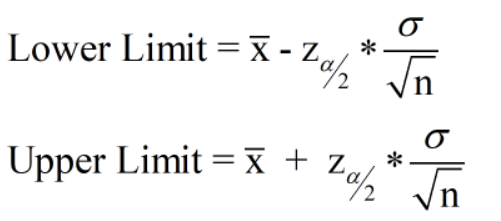 Lower Limit = x̄ - z_{α/2} * σ/√n
Upper Limit = x̄ + z_{α/2} * σ/√n